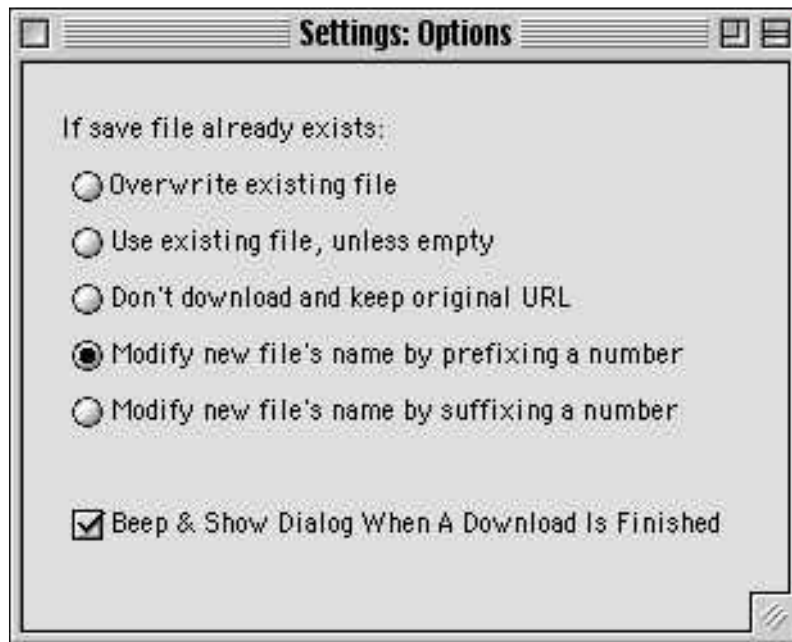 Settings: Options
If save file already exists:
Overwrite existing file
Use existing file, unless empty
Don't download and keep original URL
Modify new file's name by prefixing a number
Modify new file's name by suffixing a number
Beep & Show Dialog When A Download Is Finished